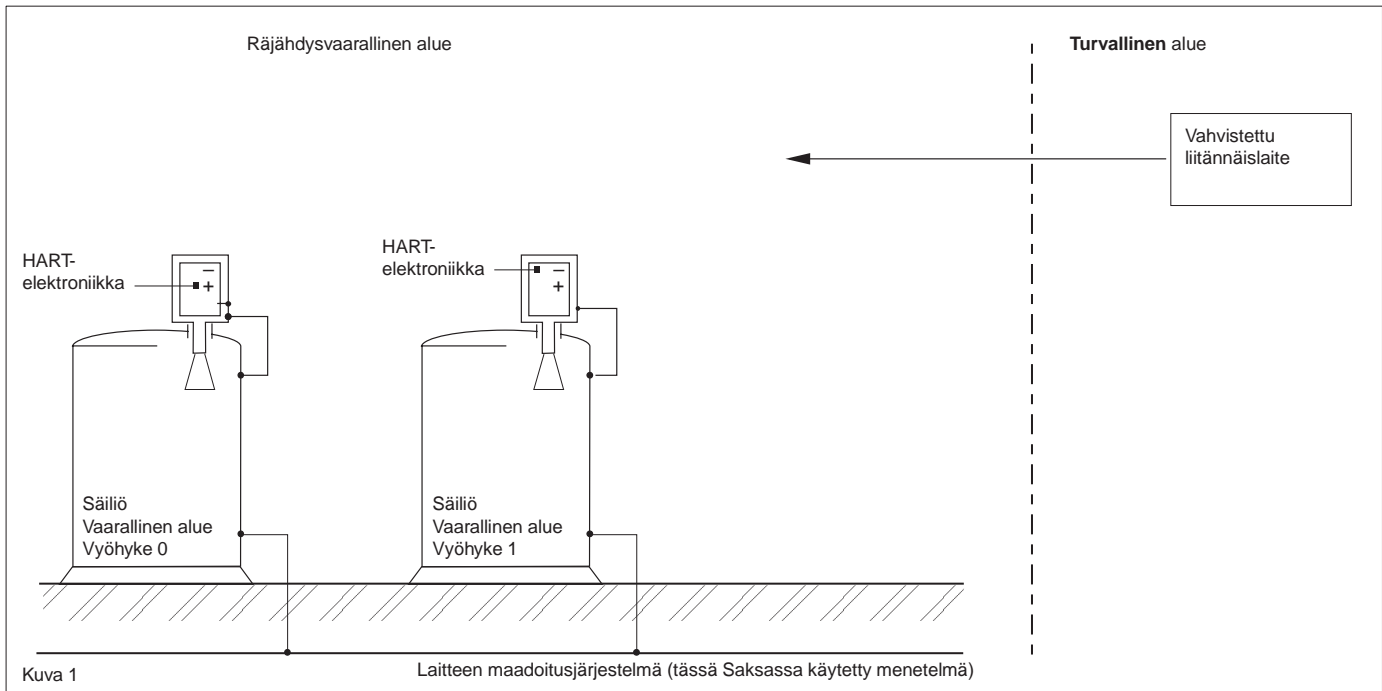 Räjähdysvaarallinen alue
Turvallinen alue
Vahvistettu
liitännäislaite
HART-
elektroniikka
−
+
HART-
elektroniikka
−
+
Säiliö
Vaarallinen alue
Vyöhyke 0
Säiliö
Vaarallinen alue
Vyöhyke 1
Kuva 1
Laitteen maadoitusjärjestelmä (tässä Saksassa käytetty menetelmä)